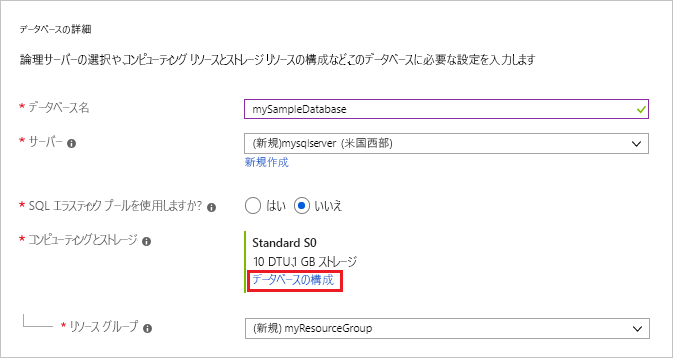 データベースの詳細
論理サーバーの選択や、コンピューティング リソースとストレージ リソースの構成などこのデータベースに必要な設定を入力します
* データベース名
mySampleDatabase
* サーバー
(新規)mysqlserver (米国西部)
新規作成
* SQL エラスティック プールを使用しますか?
はい いいえ
* コンピューティングとストレージ
Standard S0
10 DTU、1 GB ストレージ
データベースの構成
* リソース グループ
(新規) myResourceGroup